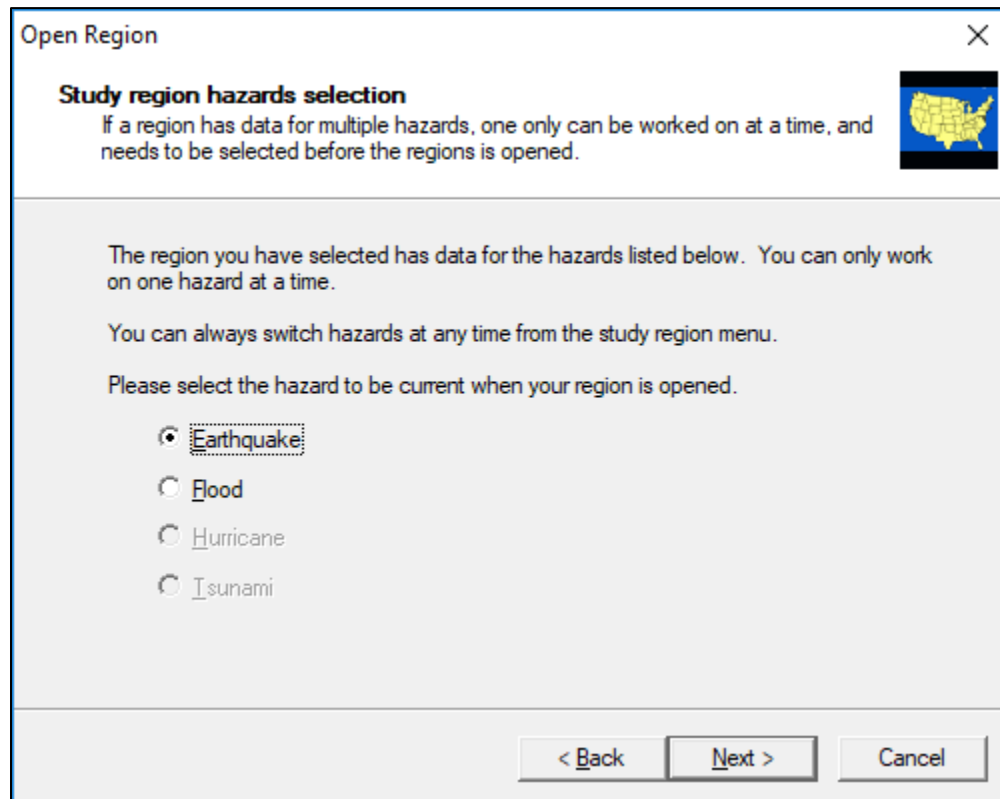 Open Region
Study region hazards selection
If a region has data for multiple hazards, one only can be worked on at a time, and
needs to be selected before the regions is opened.
The region you have selected has data for the hazards listed below.  You can only work
on one hazard at a time.
You can always switch hazards at any time from the study region menu.
Please select the hazard to be current when your region is opened.
Earthquake
Flood
Hurricane
Tsunami
< Back
Next >
Cancel